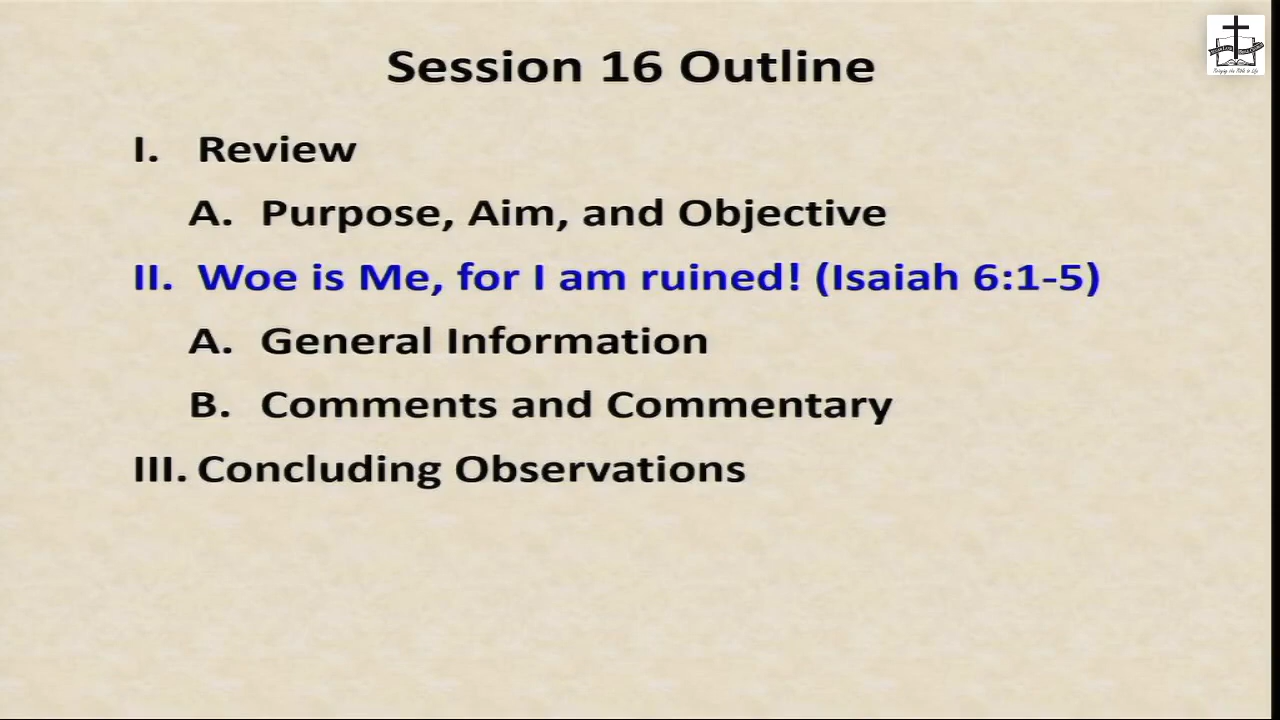 Session 16 Outline
I. Review
A. Purpose, Aim, and Objective
II. Woe is Me, for I am ruined! (Isaiah 6:1-5)
A. General Information
B. Comments and Commentary
III. Concluding Observations